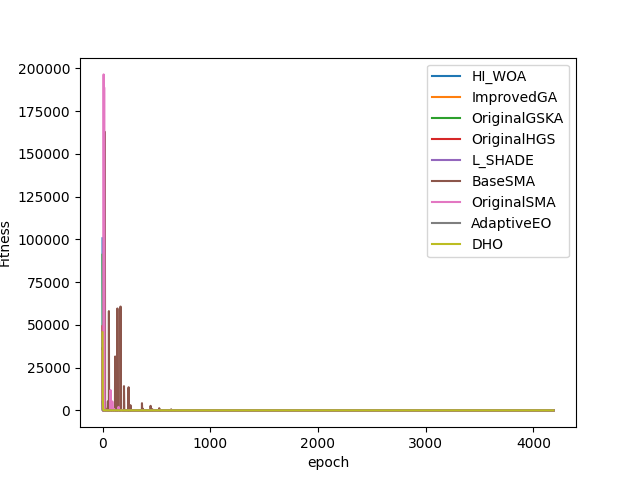 200000
175000
150000
125000
100000
75000
50000
25000
0
Fitness
HI_WOA
ImprovedGA
OriginalGSKA
OriginalHGS
L_SHADE
BaseSMA
OriginalSMA
AdaptiveEO
DHO
0 1000 2000 3000 4000
epoch